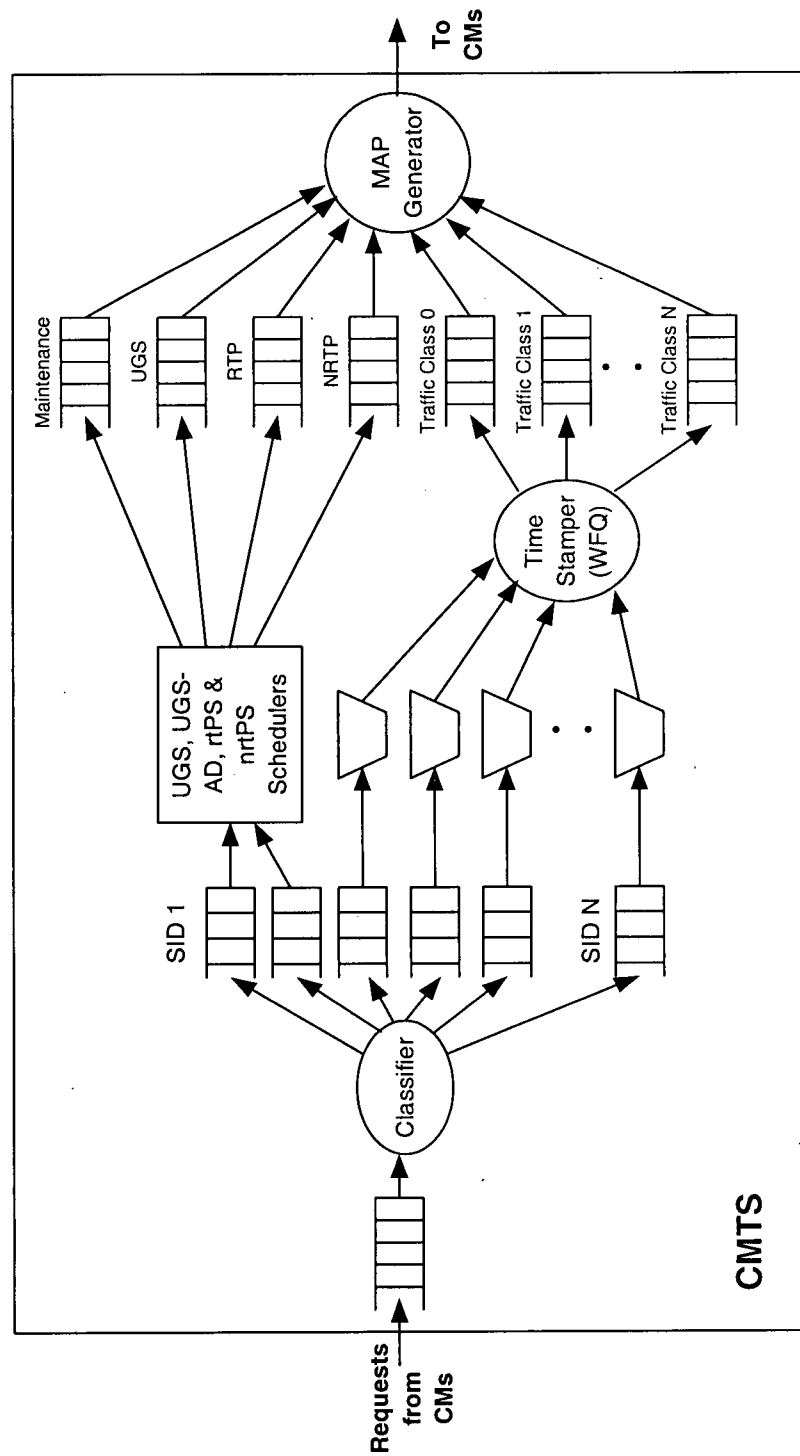 Requests
from
CMs
Classifier
SID 1
SID N
UGS, UGS-
AD, rtPS &
nrtPS
Schedulers
Time
Stamper
(WFQ)
Maintenance
UGS
RTP
NRTP
Traffic Class 0
Traffic Class 1
Traffic Class N
MAP
Generator
To
CMs
CMTS